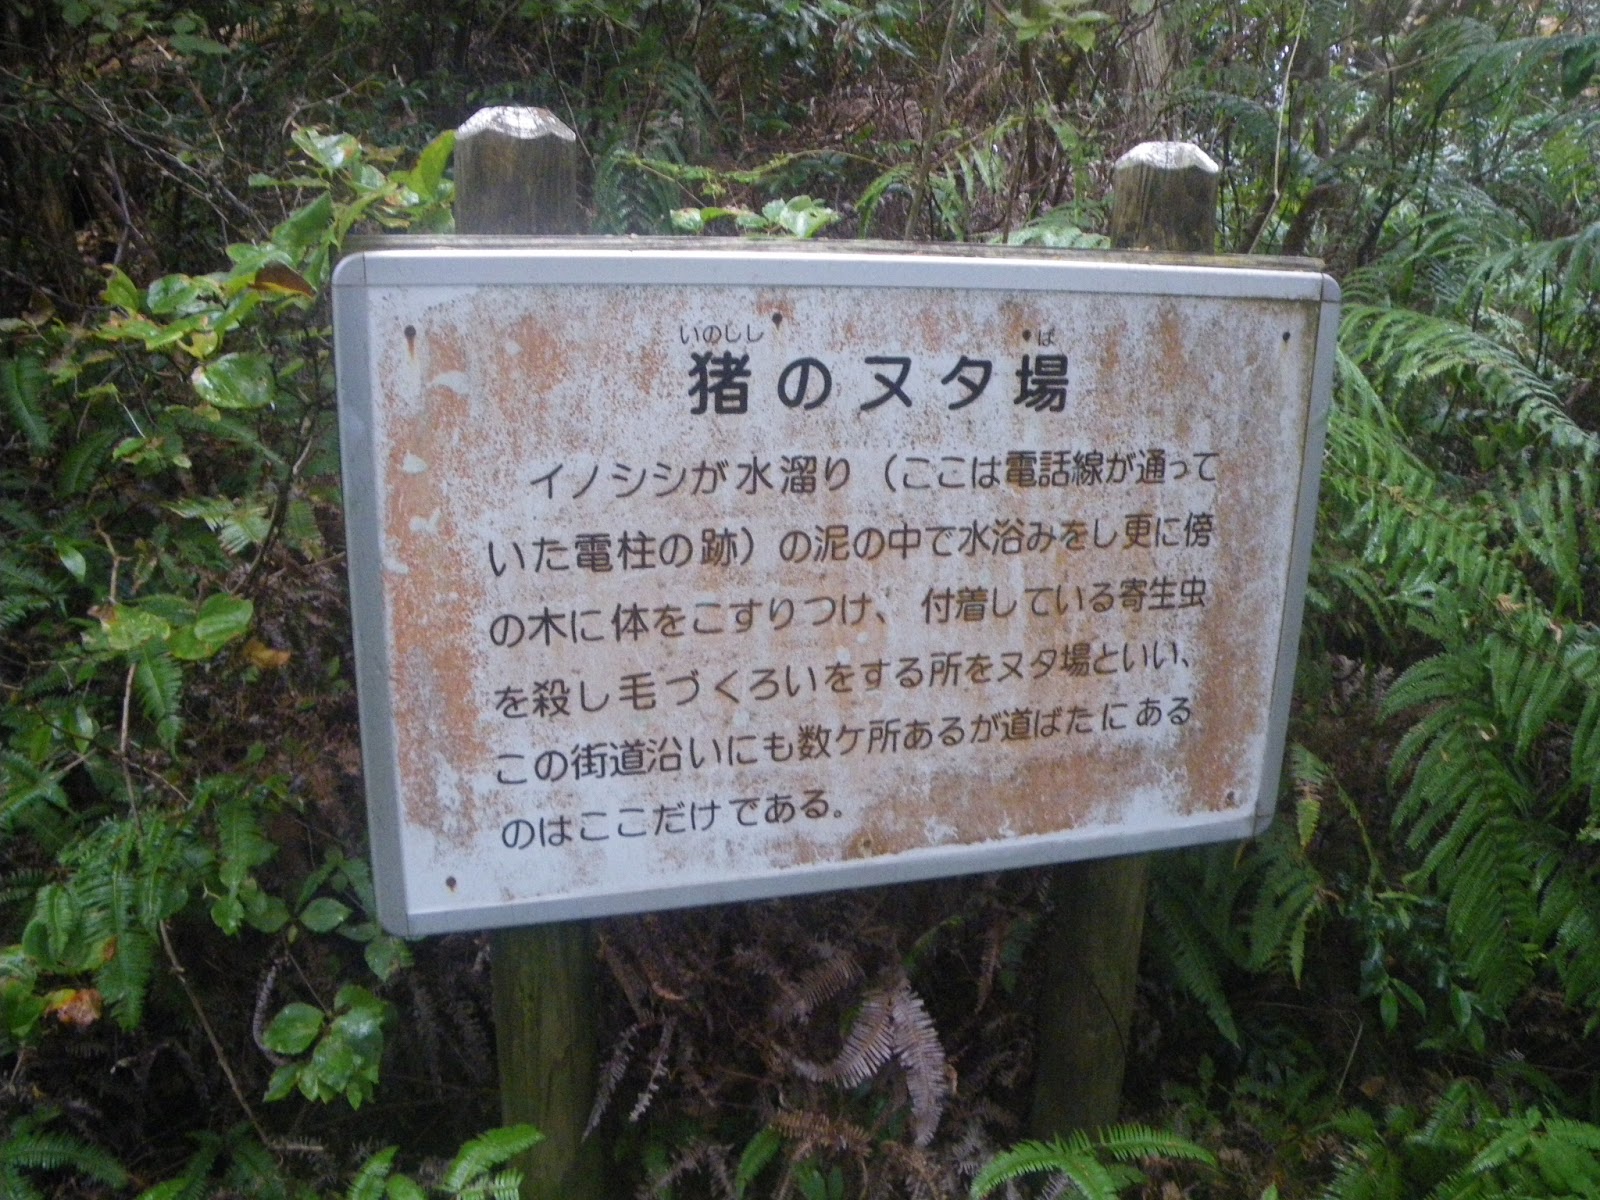 いのしし ば
猪のヌタ場
イノシシが水溜り（ここは電話線が通って
いた電柱の跡）の泥の中で水浴みをし更に傍
の木に体をこすりつけ、付着している寄生虫
を殺し毛づくろいをする所をヌタ場といい、
この街道沿いにも数ケ所あるが道ばたにある
のはここだけである。